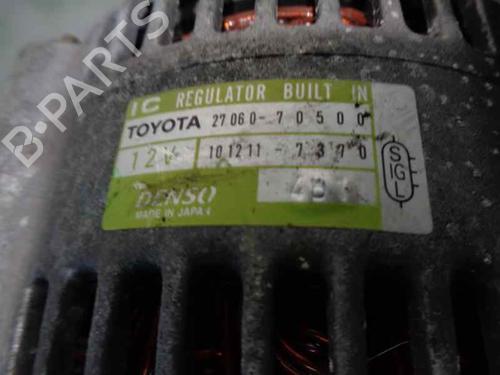 B-PARTS
IC REGULATOR BUILT IN
TOYOTA 27060-70500
12V 101211-7370
DENSO
MADE IN JAPAN
S
IG
L